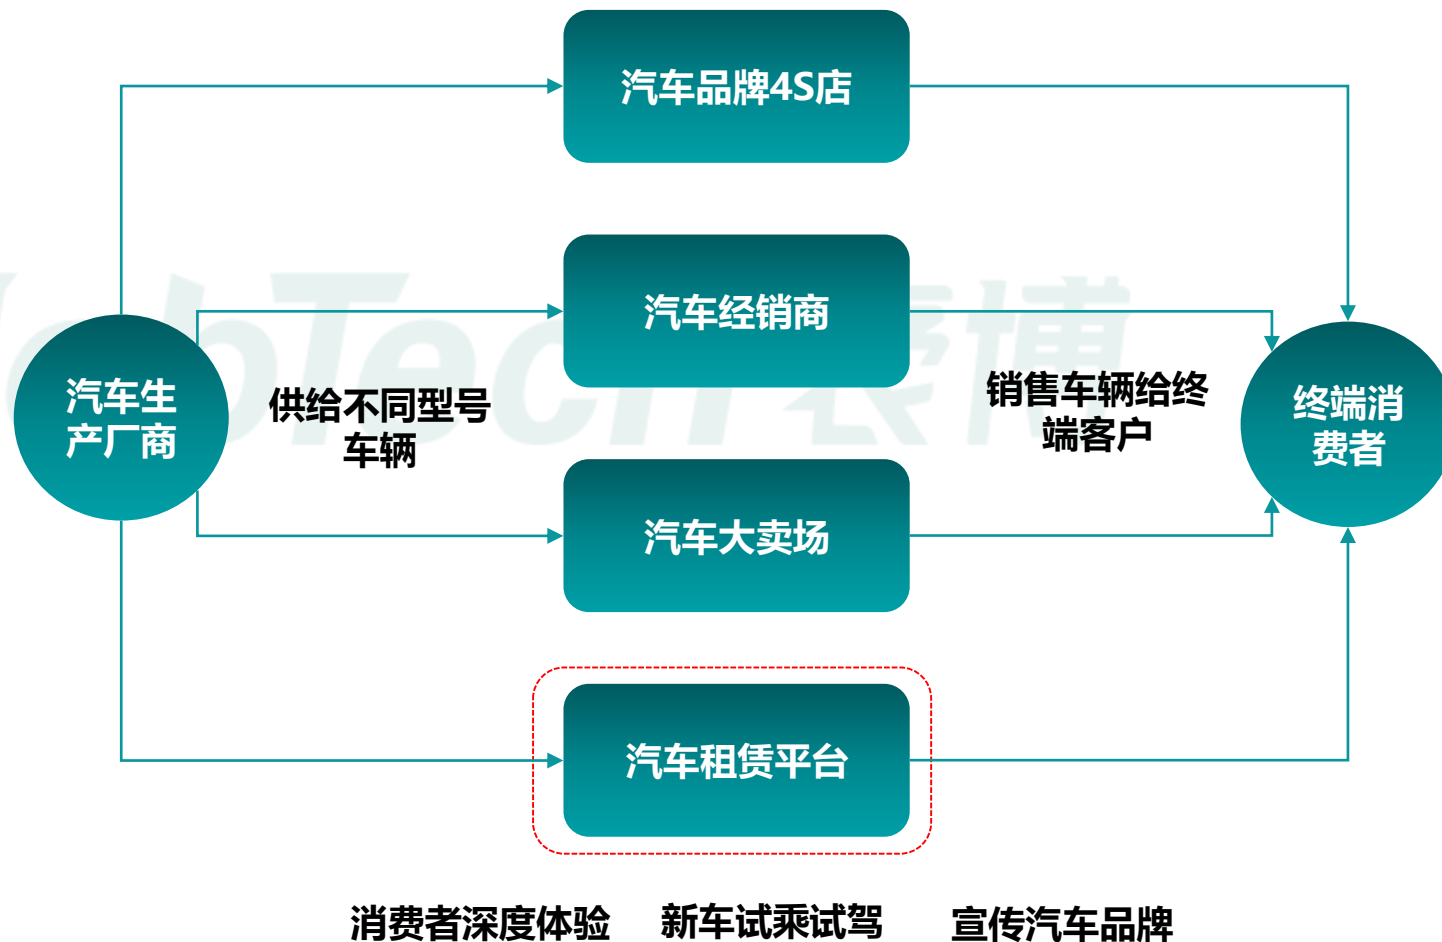 汽车品牌4S店
汽车经销商
汽车生
产厂商
供给不同型号
车辆
销售车辆给终
端客户
终端消
费者
汽车大卖场
汽车租赁平台
消费者深度体验
新车试乘试驾
宣传汽车品牌